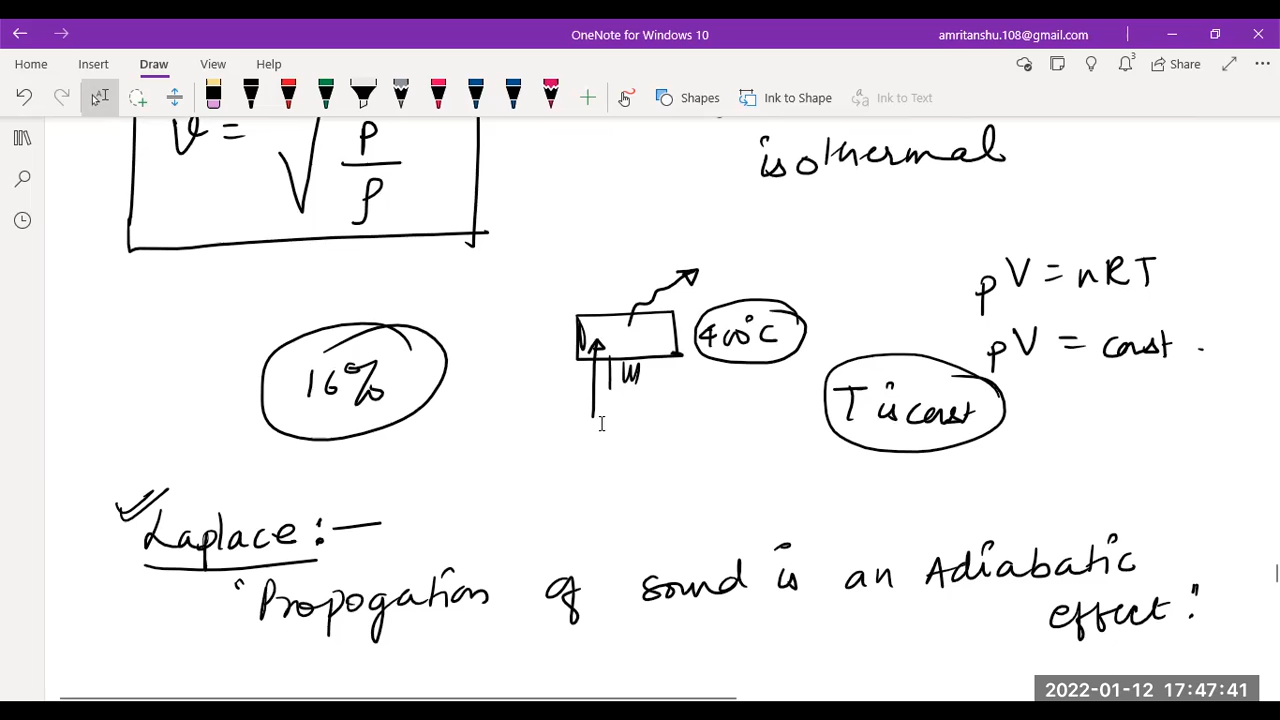 OneNote for Windows 10
amritanshu.108@gmail.com
Home Insert Draw View Help
Share
Shapes
Ink to Shape
Ink to Text
v = √ P / ρ
isothermal
pV = nRT
400°C
pV = const.
16%
T is const
Laplace:—
"Propogation of sound is an Adiabatic
effect."
2022-01-12 17:47:41